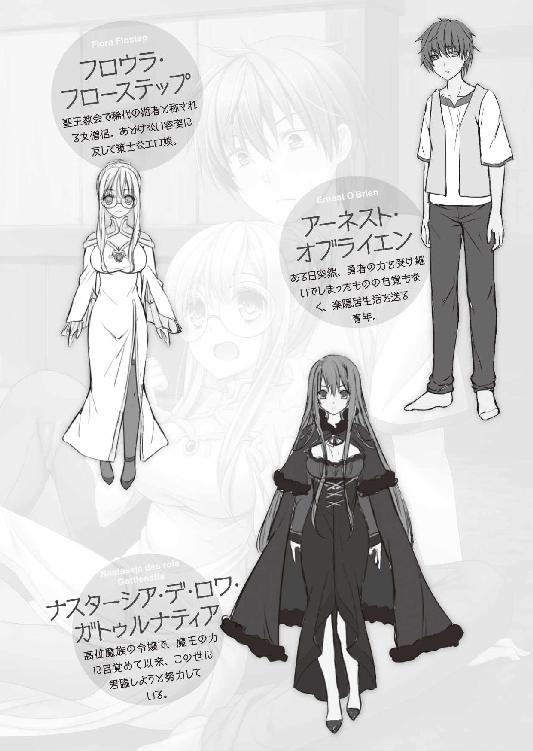 Flora Flostep
フロウラ・
フローステップ
聖王教会で稀代の術者と称され
る女僧侶。あどけない容姿に
反して策士なエロ娘。
Ernest O'Brien
アーネスト・
オブライエン
ある日突然、勇者の力を受け継
いでしまったものの自覚もな
く、楽隠居生活を送る
青年。
ナスターシア・デ・ロワ・
ガトゥルナティア
高位魔族の令嬢で、魔王の力
に目覚めて以来、この世に
君臨しようと努力して
いる。